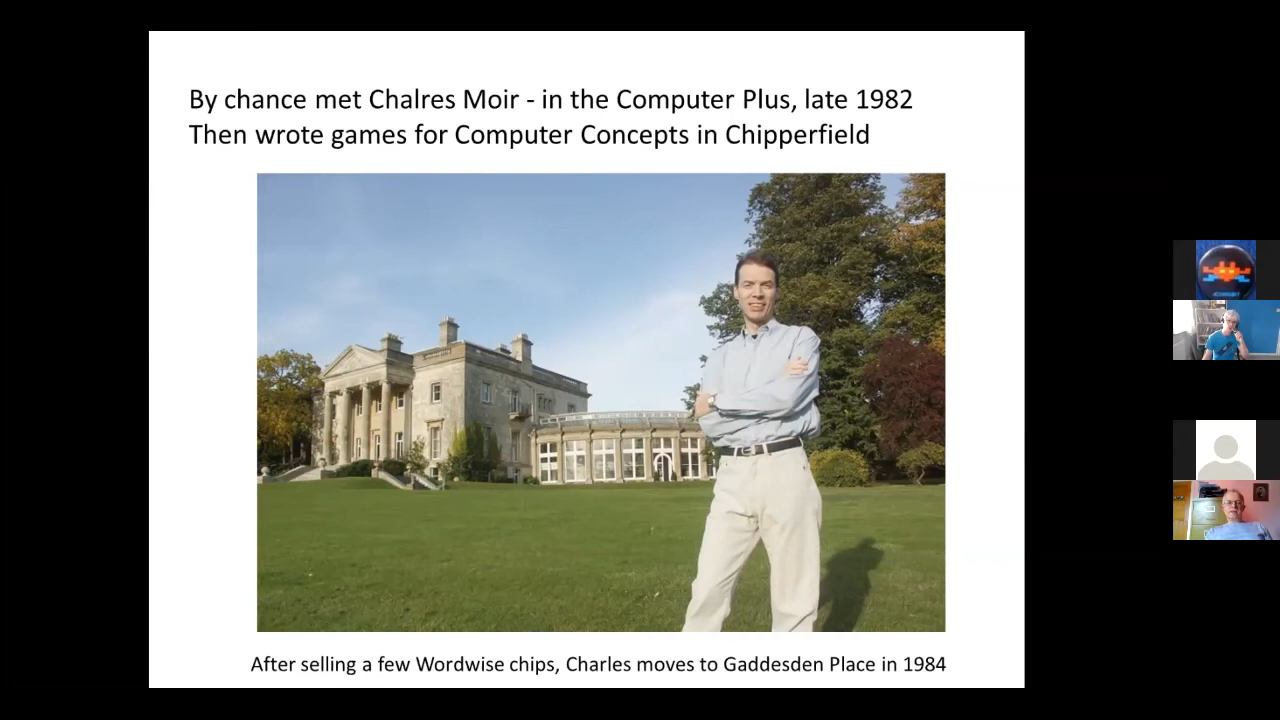 By chance met Chalres Moir - in the Computer Plus, late 1982
Then wrote games for Computer Concepts in Chipperfield
After selling a few Wordwise chips, Charles moves to Gaddesden Place in 1984